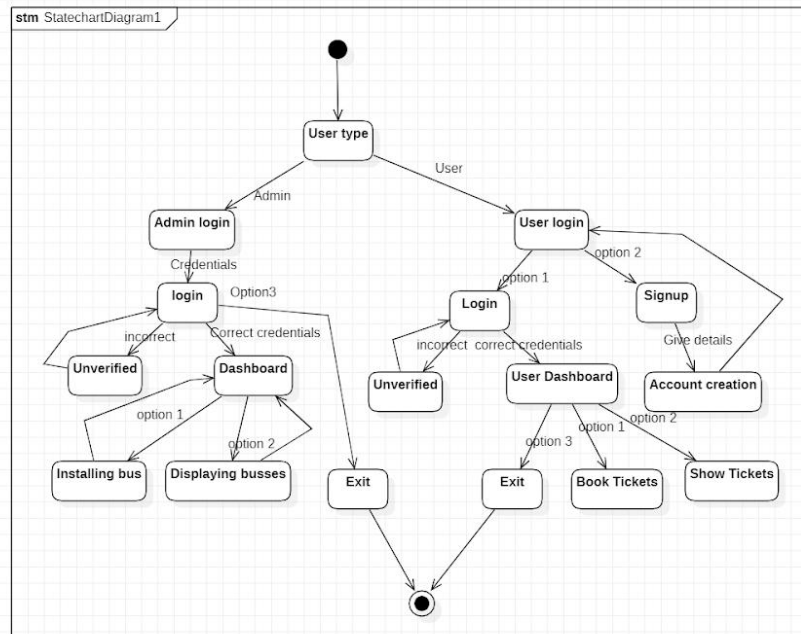 stm StatechartDiagram1
User type
User
Admin
Admin login
User login
Credentials
option 2
option 1
login
Option3
Login
Signup
incorrect
Correct credentials
incorrect
correct credentials
Give details
Unverified
Dashboard
Unverified
User Dashboard
Account creation
option 1
option 2
option 3
option 1
option 2
Installing bus
Displaying busses
Exit
Exit
Book Tickets
Show Tickets